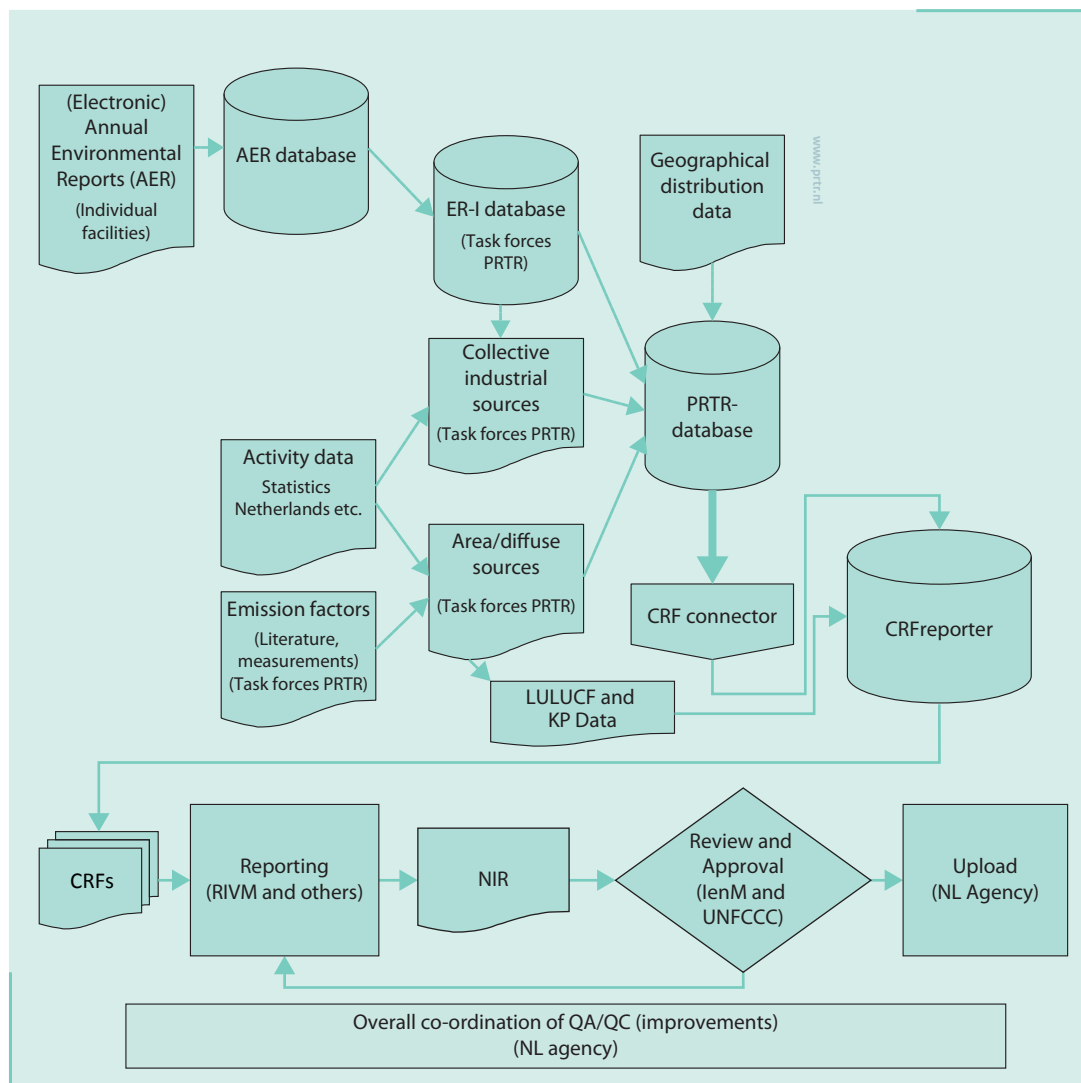 (Electronic)
Annual
Environmental
Reports (AER)
(Individual
facilities)
AER database
ER-I database
(Task forces
PRTR)
Geographical
distribution
data
www.prtr.nl
Collective
industrial
sources
(Task forces PRTR)
PRTR-
database
Activity data
Statistics
Netherlands etc.
Area/diffuse
sources
(Task forces PRTR)
Emission factors
(Literature,
measurements)
(Task forces PRTR)
CRF connector
CRFreporter
LULUCF and
KP Data
CRFs
Reporting
(RIVM and others)
NIR
Review and
Approval
(IenM and
UNFCCC)
Upload
(NL Agency)
Overall co-ordination of QA/QC (improvements)
(NL agency)